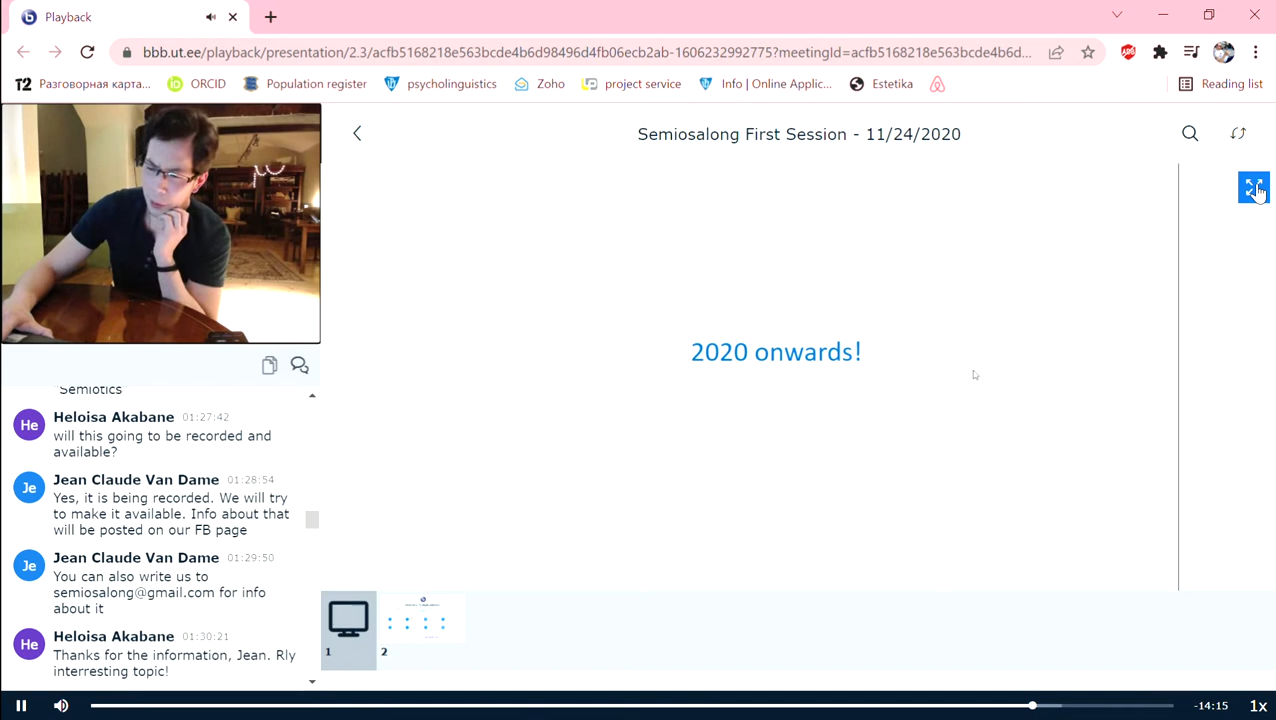 Playback
bbb.ut.ee/playback/presentation/2.3/acfb5168218e563bcde4b6d98496d4fb06ecb2ab-1606232992775?meetingId=acfb5168218e563bcde4b6d...
T2 Разговорная карта... ORCID Population register psycholinguistics Zoho project service Info | Online Applic... Estetika Reading list
Semiosalong First Session - 11/24/2020
2020 onwards!
"Semiotics"
He Heloisa Akabane 01:27:42
will this going to be recorded and
available?
Je Jean Claude Van Dame 01:28:54
Yes, it is being recorded. We will try
to make it available. Info about that
will be posted on our FB page
Je Jean Claude Van Dame 01:29:50
You can also write us to
semiosalong@gmail.com for info
about it
He Heloisa Akabane 01:30:21
Thanks for the information, Jean. Rly
interresting topic!
1 2
-14:15 1x